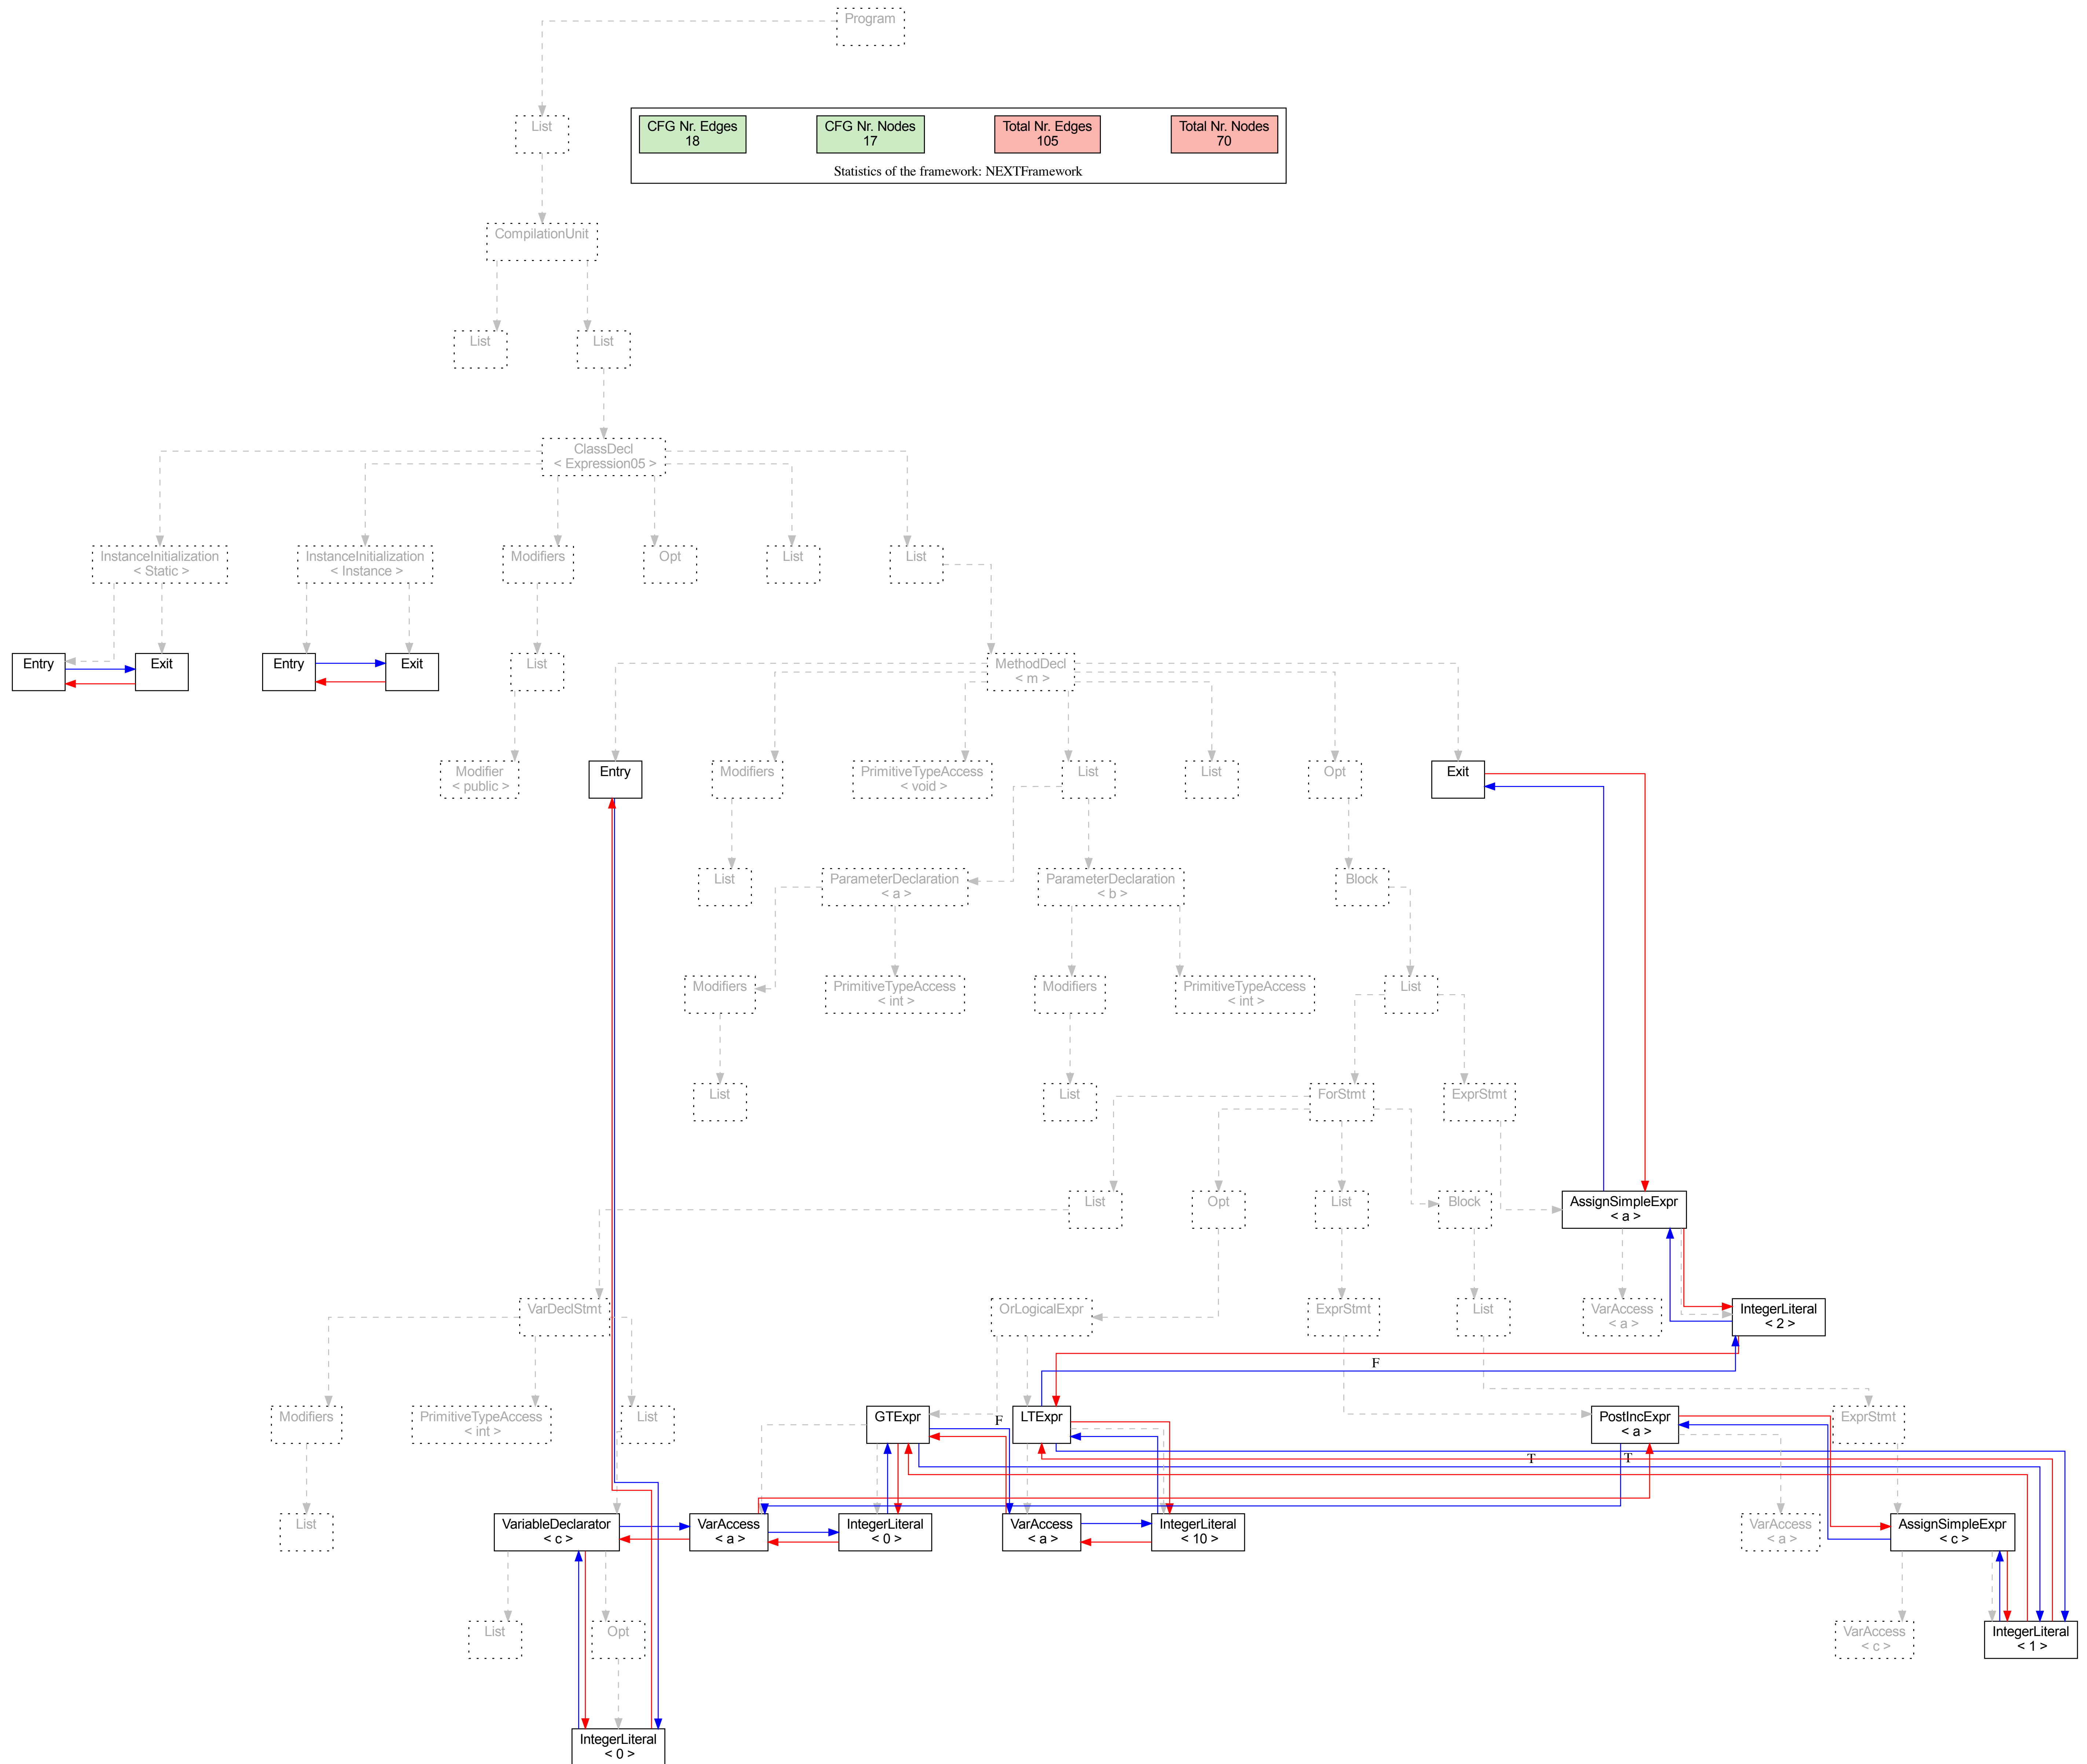 Program
List
CFG Nr. Edges
18
CFG Nr. Nodes
17
Total Nr. Edges
105
Total Nr. Nodes
70
Statistics of the framework: NEXTFramework
CompilationUnit
List
List
ClassDecl
< Expression05 >
InstanceInitialization
< Static >
InstanceInitialization
< Instance >
Modifiers
Opt
List
List
Entry
Exit
Entry
Exit
List
MethodDecl
< m >
Modifier
< public >
Entry
Modifiers
PrimitiveTypeAccess
< void >
List
List
Opt
Exit
List
ParameterDeclaration
< a >
ParameterDeclaration
< b >
Block
Modifiers
PrimitiveTypeAccess
< int >
Modifiers
PrimitiveTypeAccess
< int >
List
List
List
ForStmt
ExprStmt
List
Opt
List
Block
AssignSimpleExpr
< a >
VarDeclStmt
OrLogicalExpr
ExprStmt
List
VarAccess
< a >
IntegerLiteral
< 2 >
F
Modifiers
PrimitiveTypeAccess
< int >
List
GTExpr
F
LTExpr
PostIncExpr
< a >
ExprStmt
T
T
List
VariableDeclarator
< c >
VarAccess
< a >
IntegerLiteral
< 0 >
VarAccess
< a >
IntegerLiteral
< 10 >
VarAccess
< a >
AssignSimpleExpr
< c >
List
Opt
VarAccess
< c >
IntegerLiteral
< 1 >
IntegerLiteral
< 0 >